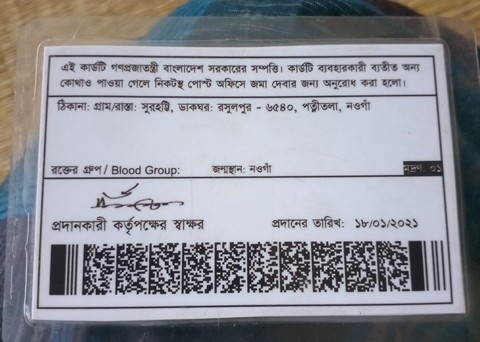 এই কার্ডটি গণপ্রজাতন্ত্রী বাংলাদেশ সরকারের সম্পত্তি। কার্ডটি ব্যবহারকারী ব্যতীত অন্য
কোথাও পাওয়া গেলে নিকটস্থ পোস্ট অফিসে জমা দেবার জন্য অনুরোধ করা হলো।
ঠিকানা: গ্রাম/রাস্তা: সুরহট্টি, ডাকঘর: রসুলপুর - ৬৫৪০, পত্নীতলা, নওগাঁ
রক্তের গ্রুপ / Blood Group: জন্মস্থান: নওগাঁ মুদ্রণ: ০১
প্রদানকারী কর্তৃপক্ষের স্বাক্ষর প্রদানের তারিখ: ১৮/০১/২০২১